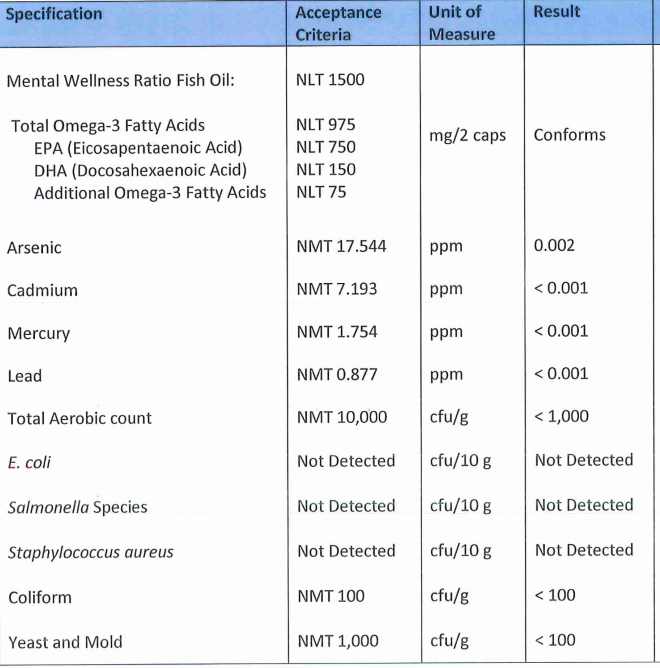 Specification Acceptance Criteria Unit of Measure Result
Mental Wellness Ratio Fish Oil: NLT 1500
Total Omega-3 Fatty Acids NLT 975
EPA (Eicosapentaenoic Acid) NLT 750 mg/2 caps Conforms
DHA (Docosahexaenoic Acid) NLT 150
Additional Omega-3 Fatty Acids NLT 75
Arsenic NMT 17.544 ppm 0.002
Cadmium NMT 7.193 ppm < 0.001
Mercury NMT 1.754 ppm < 0.001
Lead NMT 0.877 ppm < 0.001
Total Aerobic count NMT 10,000 cfu/g < 1,000
E. coli Not Detected cfu/10 g Not Detected
Salmonella Species Not Detected cfu/10 g Not Detected
Staphylococcus aureus Not Detected cfu/10 g Not Detected
Coliform NMT 100 cfu/g < 100
Yeast and Mold NMT 1,000 cfu/g < 100